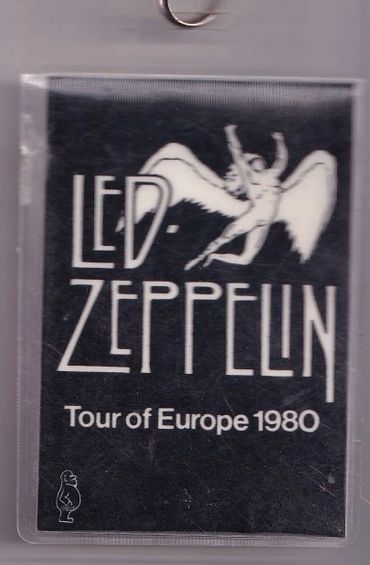 LED-
ZEPPELIN
Tour of Europe 1980